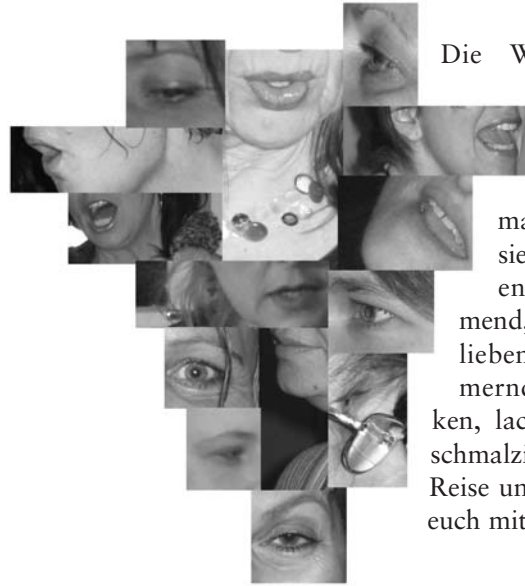 Die W
ma
sie
en
mend,
lieben
mernd
ken, lac
schmalzi
Reise un
euch mit